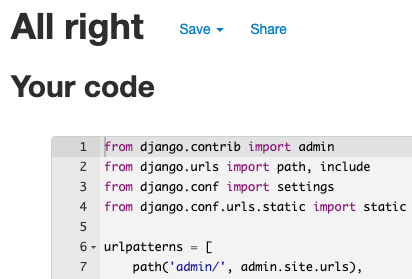 All right
Save Share
Your code
1 from django.contrib import admin
2 from django.urls import path, include
3 from django.conf import settings
4 from django.conf.urls.static import static
5
6 urlpatterns = [
7     path('admin/', admin.site.urls),